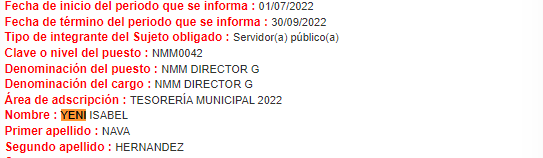 Fecha de inicio del periodo que se informa : 01/07/2022
Fecha de término del periodo que se informa : 30/09/2022
Tipo de integrante del Sujeto obligado : Servidor(a) público(a)
Clave o nivel del puesto : NMM0042
Denominación del puesto : NMM DIRECTOR G
Denominación del cargo : NMM DIRECTOR G
Área de adscripción : TESORERÍA MUNICIPAL 2022
Nombre : YENI ISABEL
Primer apellido : NAVA
Segundo apellido : HERNANDEZ